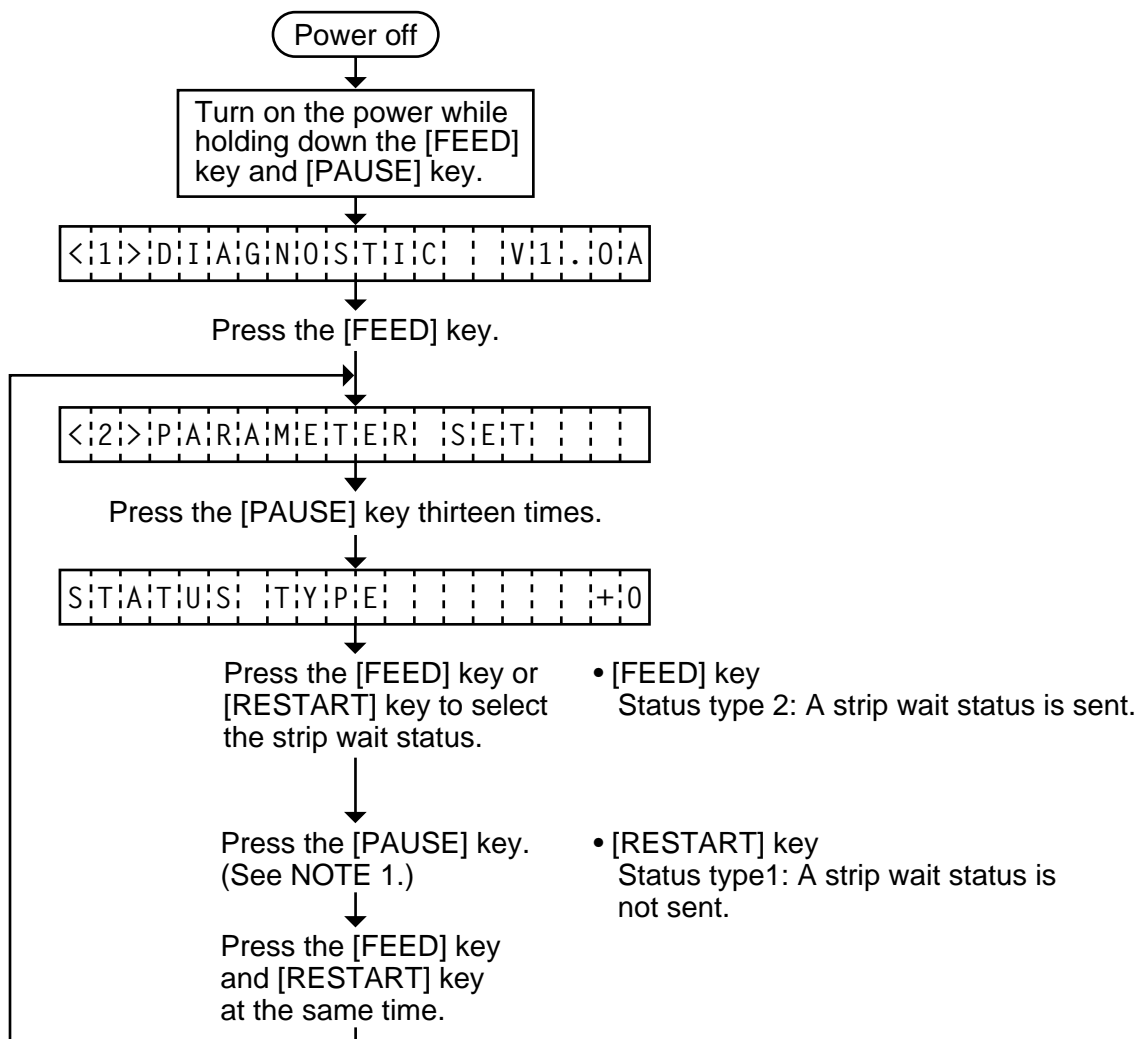 Power off
Turn on the power while
holding down the [FEED]
key and [PAUSE] key.
<1>DIAGNOSTIC  V1.0A
Press the [FEED] key.
<2>PARAMETER SET
Press the [PAUSE] key thirteen times.
STATUS TYPE       +0
Press the [FEED] key or
[RESTART] key to select
the strip wait status.
• [FEED] key
Status type 2: A strip wait status is sent.
Press the [PAUSE] key.
(See NOTE 1.)
• [RESTART] key
Status type1: A strip wait status is
not sent.
Press the [FEED] key
and [RESTART] key
at the same time.